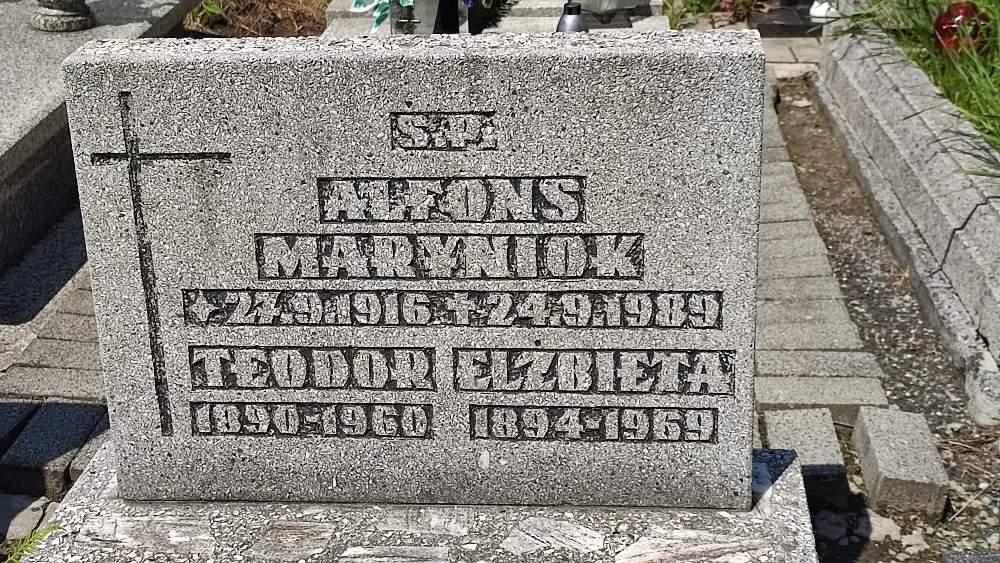 Ś.P.
ALFONS
MARYNIOK
* 27.9.1916 + 24.9.1989
TEODOR ELŻBIETA
1890-1960 1894-1969